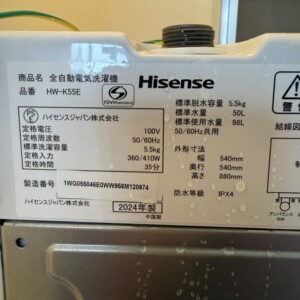 商品名 全自動電気洗濯機
品番 HW-K55E
TÜVRheinland
Hisense
ハイセンスジャパン株式会社
定格電圧 100V
定格周波数 50/60Hz
標準洗濯容量 5.5kg
定格入力 360/410W
定格時間 35分
標準脱水容量 5.5kg
標準水量 50L
標準使用水量 98L
50/60Hz共用
外形寸法
幅 540mm
奥行 540mm
高さ 880mm
製造番号
防水等級 IPX4
ハイセンスジャパン株式会社
2024年製
中国製
結線図